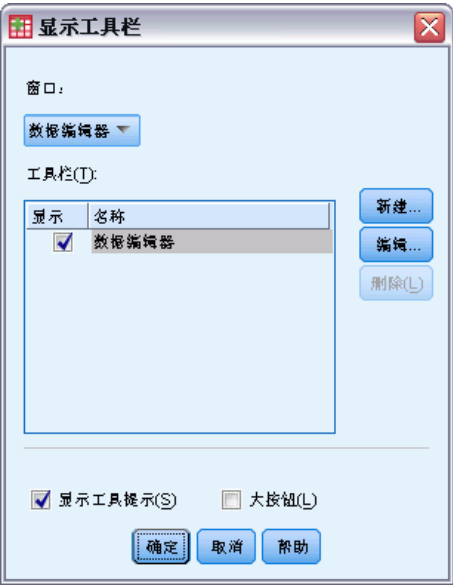 显示工具栏
窗口:
数据编辑器
工具栏(T):
显示 名称
数据编辑器
新建...
编辑...
删除(L)
显示工具提示(S) 大按钮(L)
确定 取消 帮助